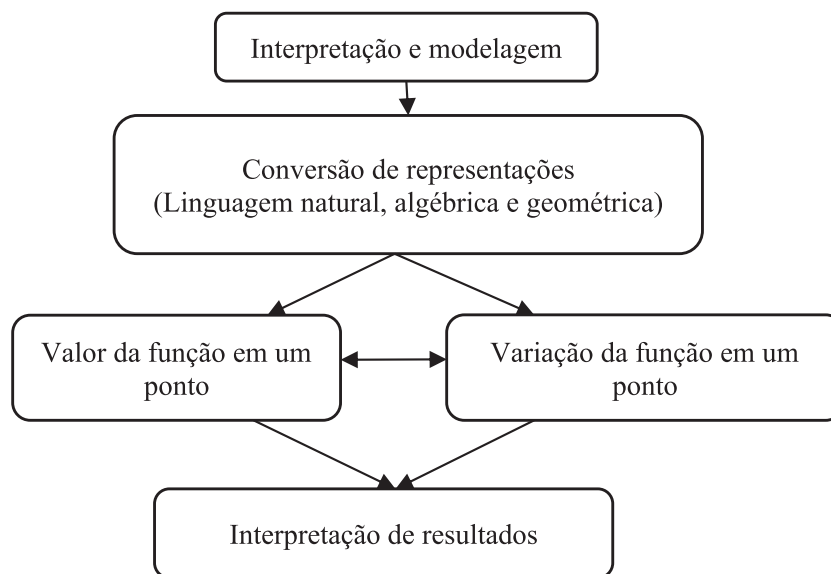 Interpretação e modelagem
Conversão de representações
(Linguagem natural, algébrica e geométrica)
Valor da função em um
ponto
Variação da função em um
ponto
Interpretação de resultados